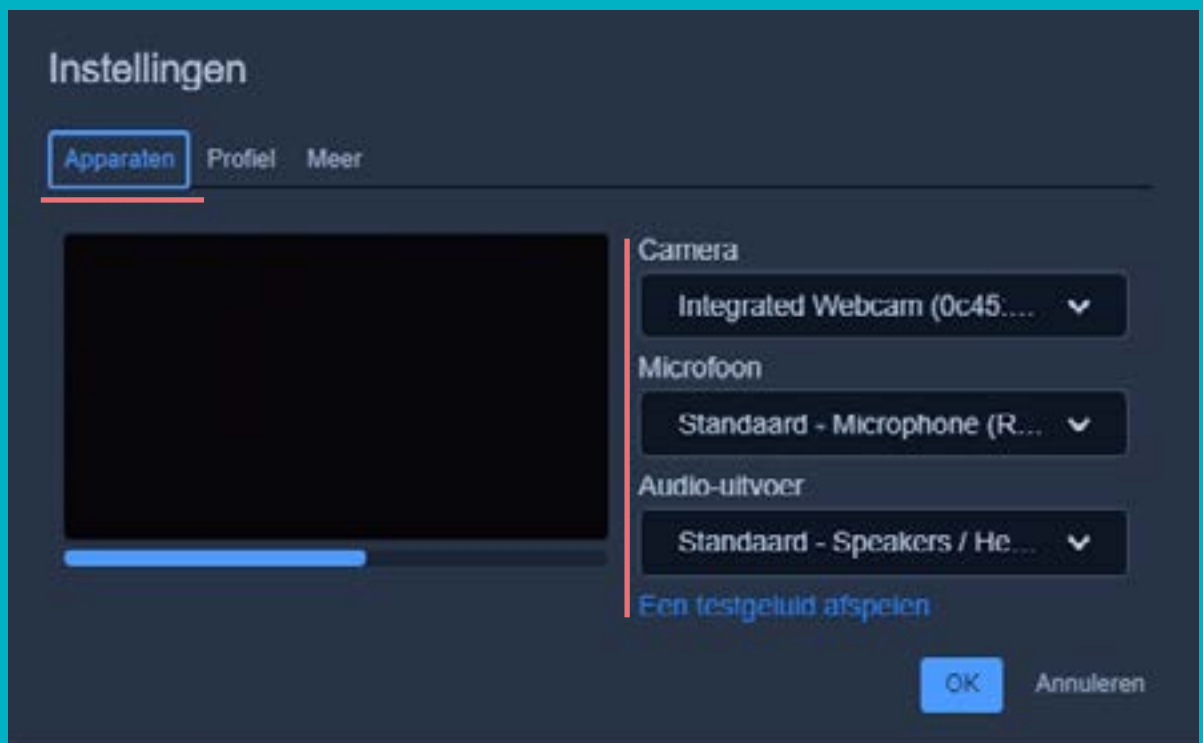 Instellingen
Apparaten Profiel Meer
Camera
Integrated Webcam (0c45:...
Microfoon
Standaard - Microphone (R...
Audio-uitvoer
Standaard - Speakers / He...
Een testgeluid afspelen
OK Annuleren